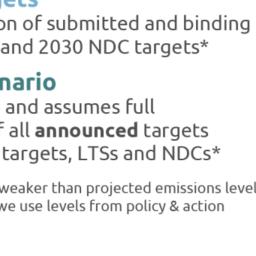 gets
on of submitted and binding
and 2030 NDC targets*
nario
and assumes full
f all announced targets
targets, LTSs and NDCs*
weaker than projected emissions level
we use levels from policy & action